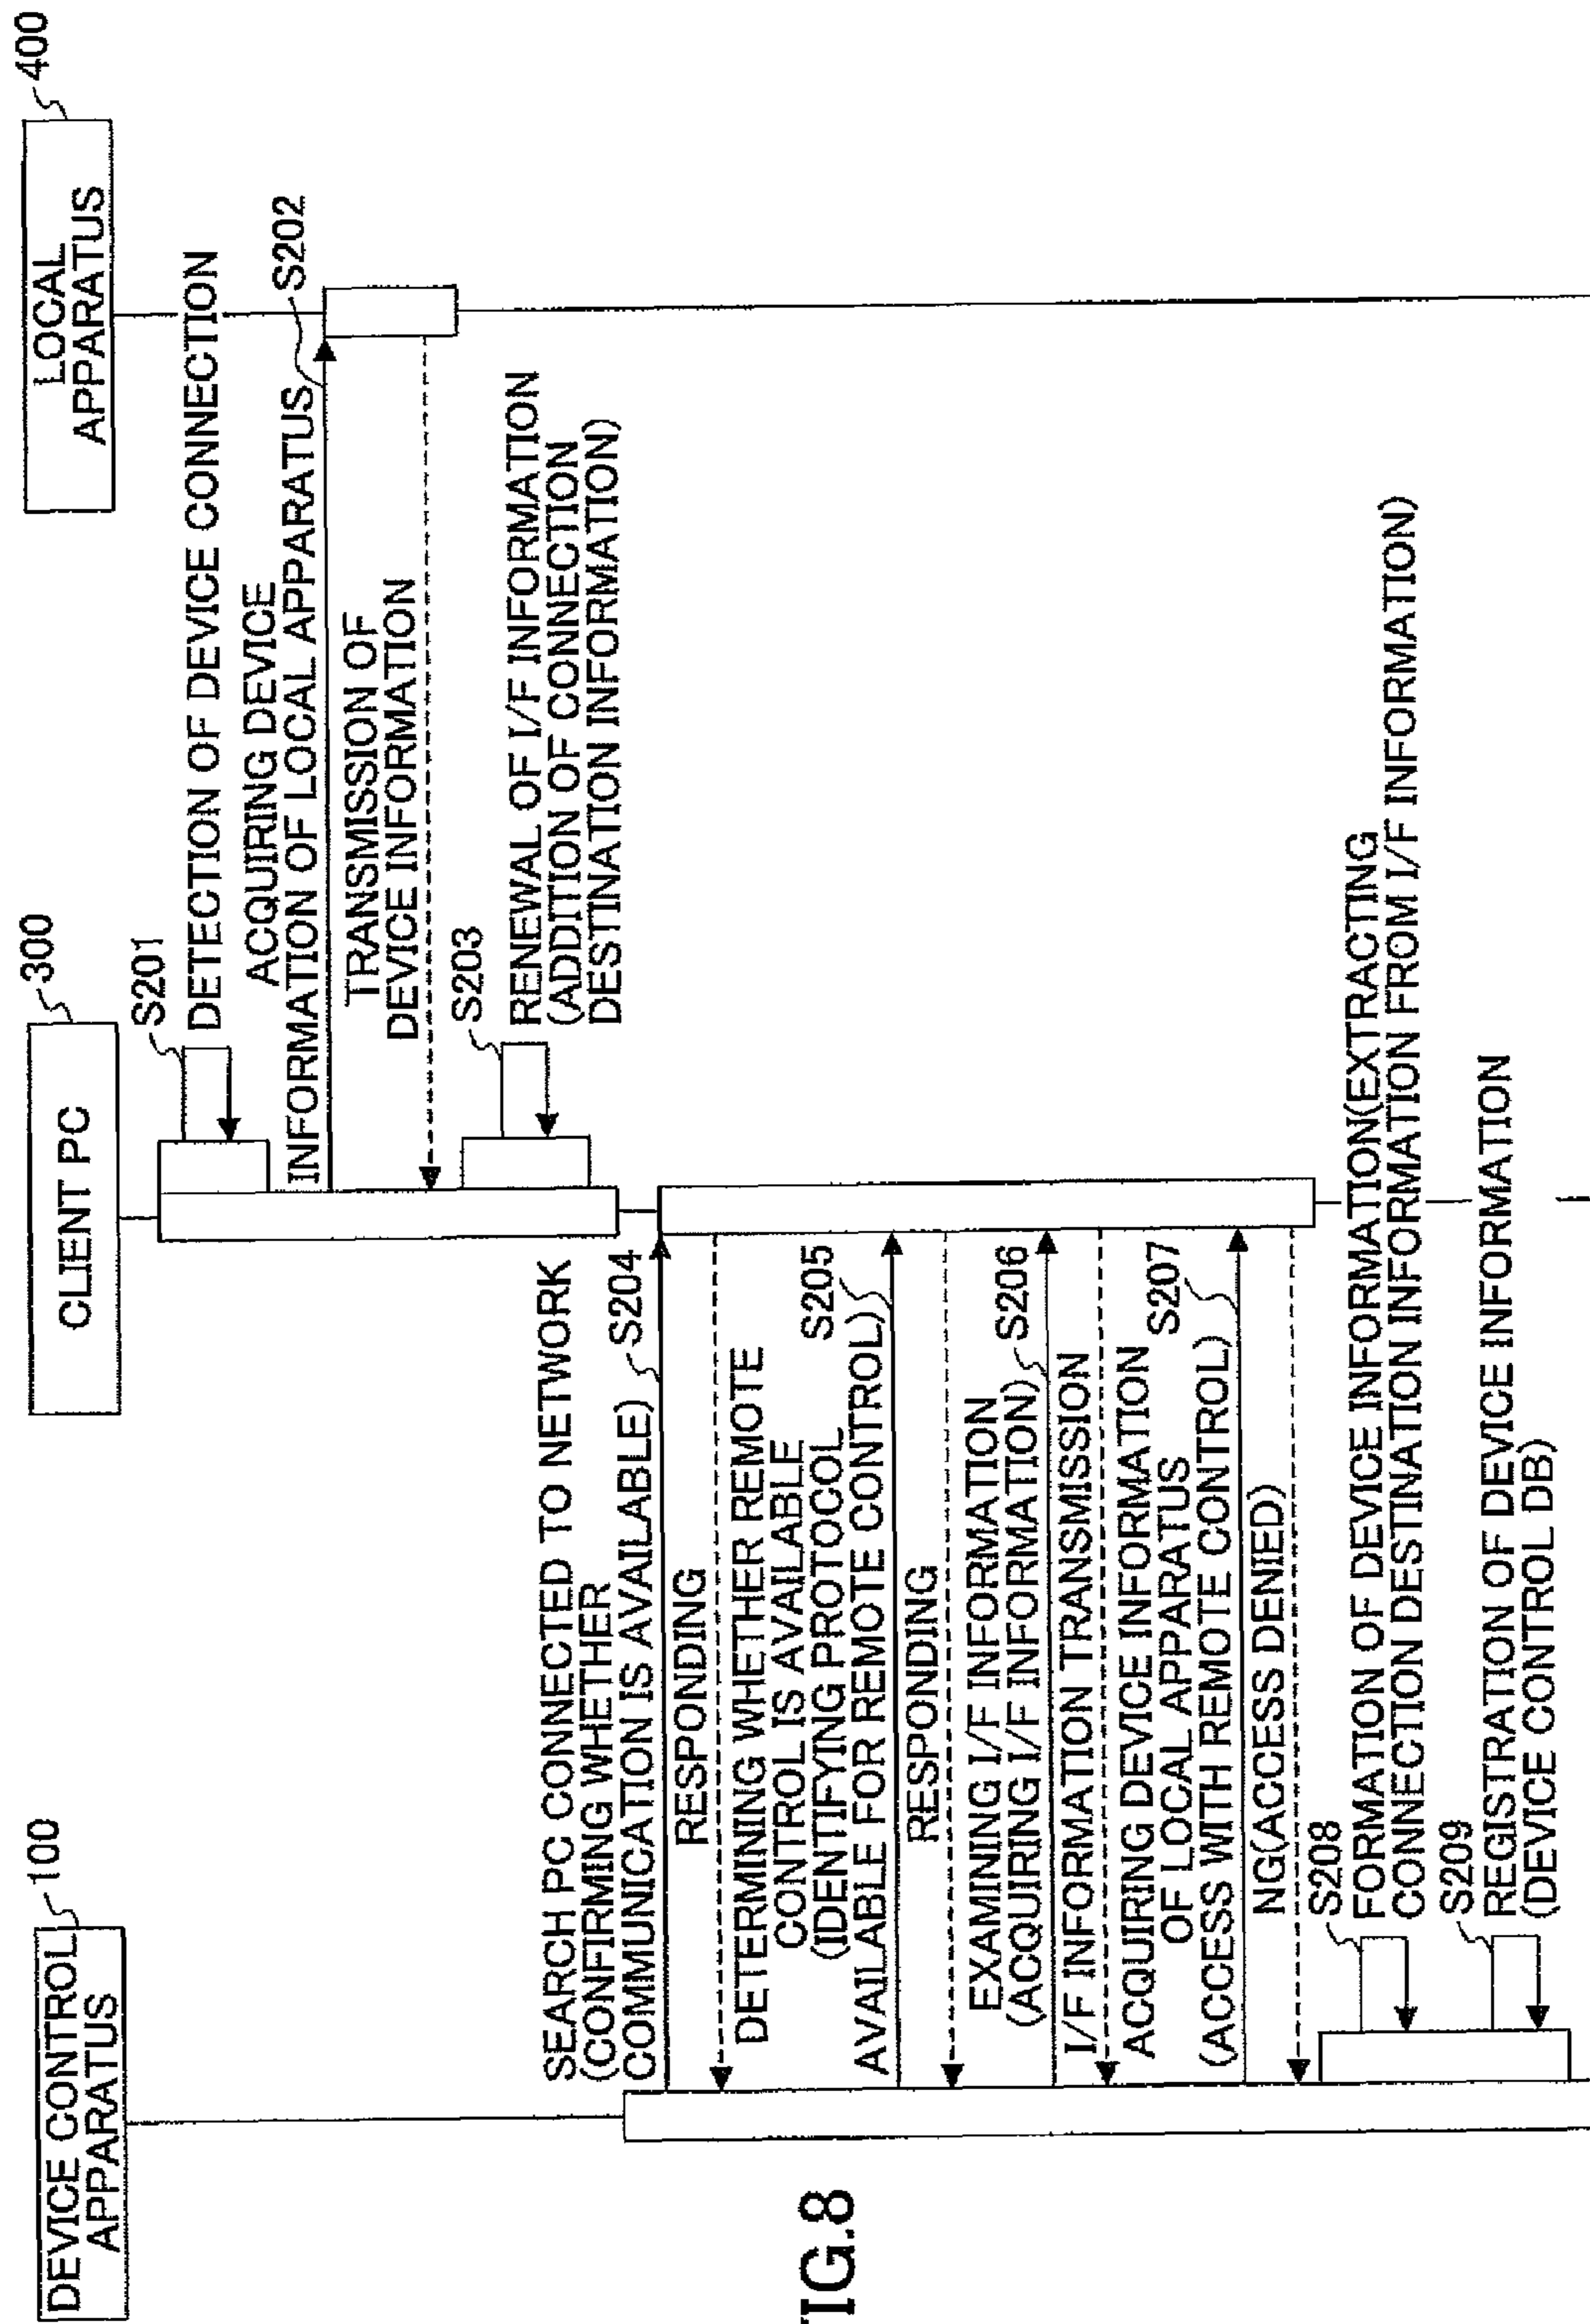 DEVICE CONTROL
APPARATUS
100
CLIENT PC
300
LOCAL
APPARATUS
400
S201
DETECTION OF DEVICE CONNECTION
ACQUIRING DEVICE
INFORMATION OF LOCAL APPARATUS
S202
TRANSMISSION OF
DEVICE INFORMATION
S203
RENEWAL OF I/F INFORMATION
(ADDITION OF CONNECTION
DESTINATION INFORMATION)
SEARCH PC CONNECTED TO NETWORK
(CONFIRMING WHETHER
COMMUNICATION IS AVAILABLE)
S204
RESPONDING
DETERMINING WHETHER REMOTE
CONTROL IS AVAILABLE
(IDENTIFYING PROTOCOL
AVAILABLE FOR REMOTE CONTROL)
S205
RESPONDING
EXAMINING I/F INFORMATION
(ACQUIRING I/F INFORMATION)
S206
I/F INFORMATION TRANSMISSION
ACQUIRING DEVICE INFORMATION
OF LOCAL APPARATUS
(ACCESS WITH REMOTE CONTROL)
S207
NG(ACCESS DENIED)
S208
FORMATION OF DEVICE INFORMATION(EXTRACTING
CONNECTION DESTINATION INFORMATION FROM I/F INFORMATION)
S209
REGISTRATION OF DEVICE INFORMATION
(DEVICE CONTROL DB)
FIG.8